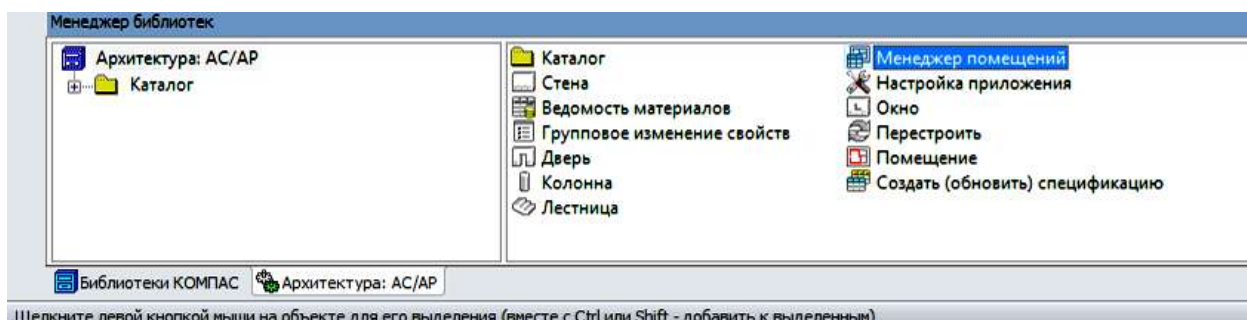 Менеджер библиотек
Архитектура: АС/АР
Каталог
Каталог
Стена
Ведомость материалов
Групповое изменение свойств
Дверь
Колонна
Лестница
Менеджер помещений
Настройка приложения
Окно
Перестроить
Помещение
Создать (обновить) спецификацию
Библиотеки КОМПАС
Архитектура: АС/АР
Щелкните левой кнопкой мыши на объекте для его выделения (вместе с Ctrl или Shift - добавить к выделенным)